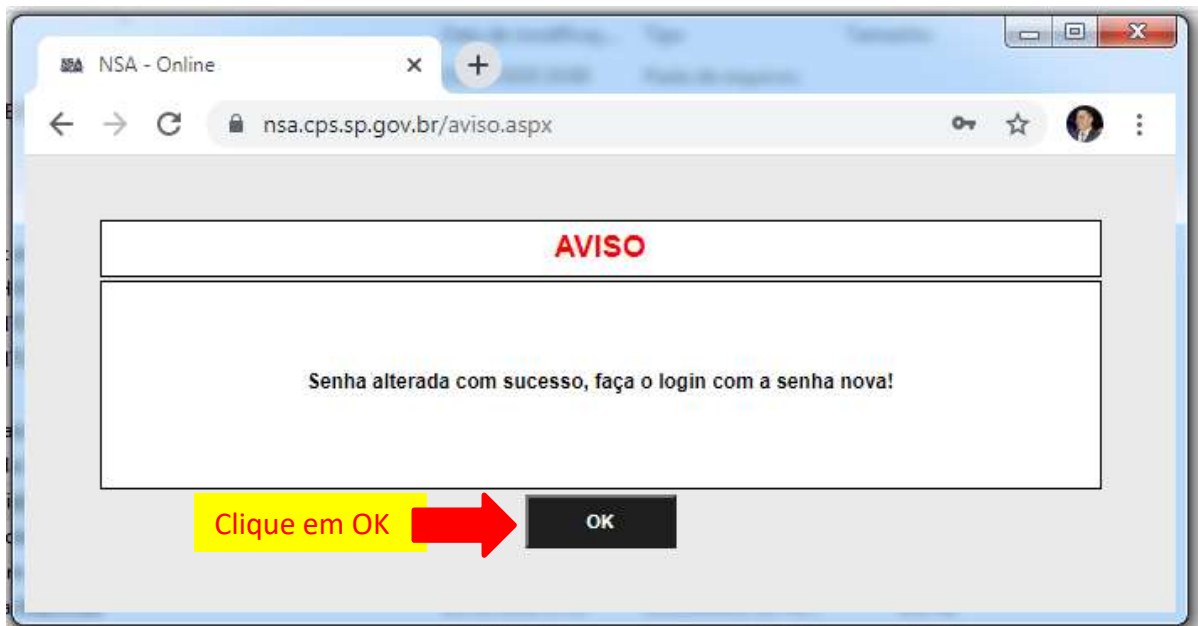 NSA - Online
nsa.cps.sp.gov.br/aviso.aspx
AVISO
Senha alterada com sucesso, faça o login com a senha nova!
Clique em OK
OK